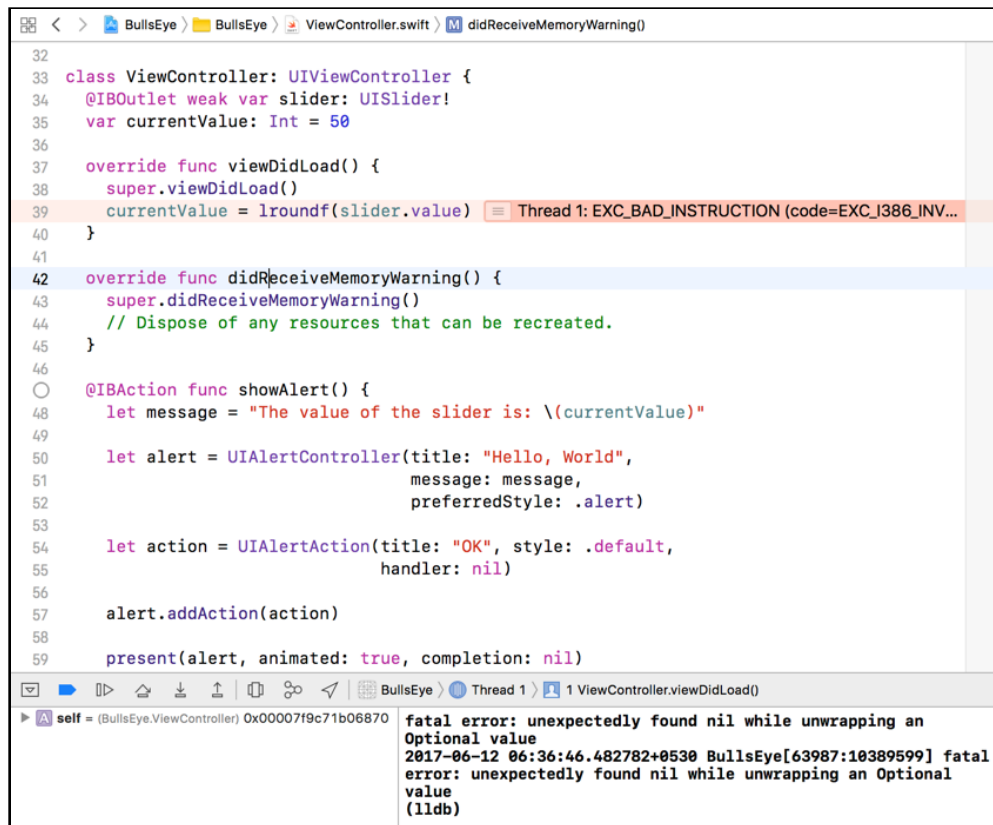 BullsEye > BullsEye > ViewController.swift > M didReceiveMemoryWarning()
32
33 class ViewController: UIViewController {
34 @IBOutlet weak var slider: UISlider!
35 var currentValue: Int = 50
36
37 override func viewDidLoad() {
38 super.viewDidLoad()
39 currentValue = lroundf(slider.value) Thread 1: EXC_BAD_INSTRUCTION (code=EXC_I386_INV...
40 }
41
42 override func didReceiveMemoryWarning() {
43 super.didReceiveMemoryWarning()
44 // Dispose of any resources that can be recreated.
45 }
46
@IBAction func showAlert() {
48 let message = "The value of the slider is: \(currentValue)"
49
50 let alert = UIAlertController(title: "Hello, World",
51 message: message,
52 preferredStyle: .alert)
53
54 let action = UIAlertAction(title: "OK", style: .default,
55 handler: nil)
56
57 alert.addAction(action)
58
59 present(alert, animated: true, completion: nil)
BullsEye > Thread 1 > 1 ViewController.viewDidLoad()
A self = (BullsEye.ViewController) 0x00007f9c71b06870
fatal error: unexpectedly found nil while unwrapping an
Optional value
2017-06-12 06:36:46.482782+0530 BullsEye[63987:10389599] fatal
error: unexpectedly found nil while unwrapping an Optional
value
(lldb)